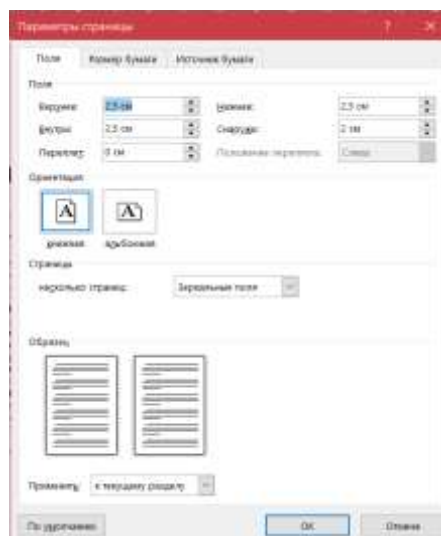 Параметры страницы ? ×
Поля Размер бумаги Источник бумаги
Поля
Верхнее: 2,5 см Нижнее: 2,5 см
Внутри: 2,5 см Снаружи: 2 см
Переплет: 0 см Положение переплета: Слева
Ориентация
A A
книжная альбомная
Страницы
несколько страниц: Зеркальные поля
Образец
Применить: к текущему разделу
По умолчанию ОК Отмена